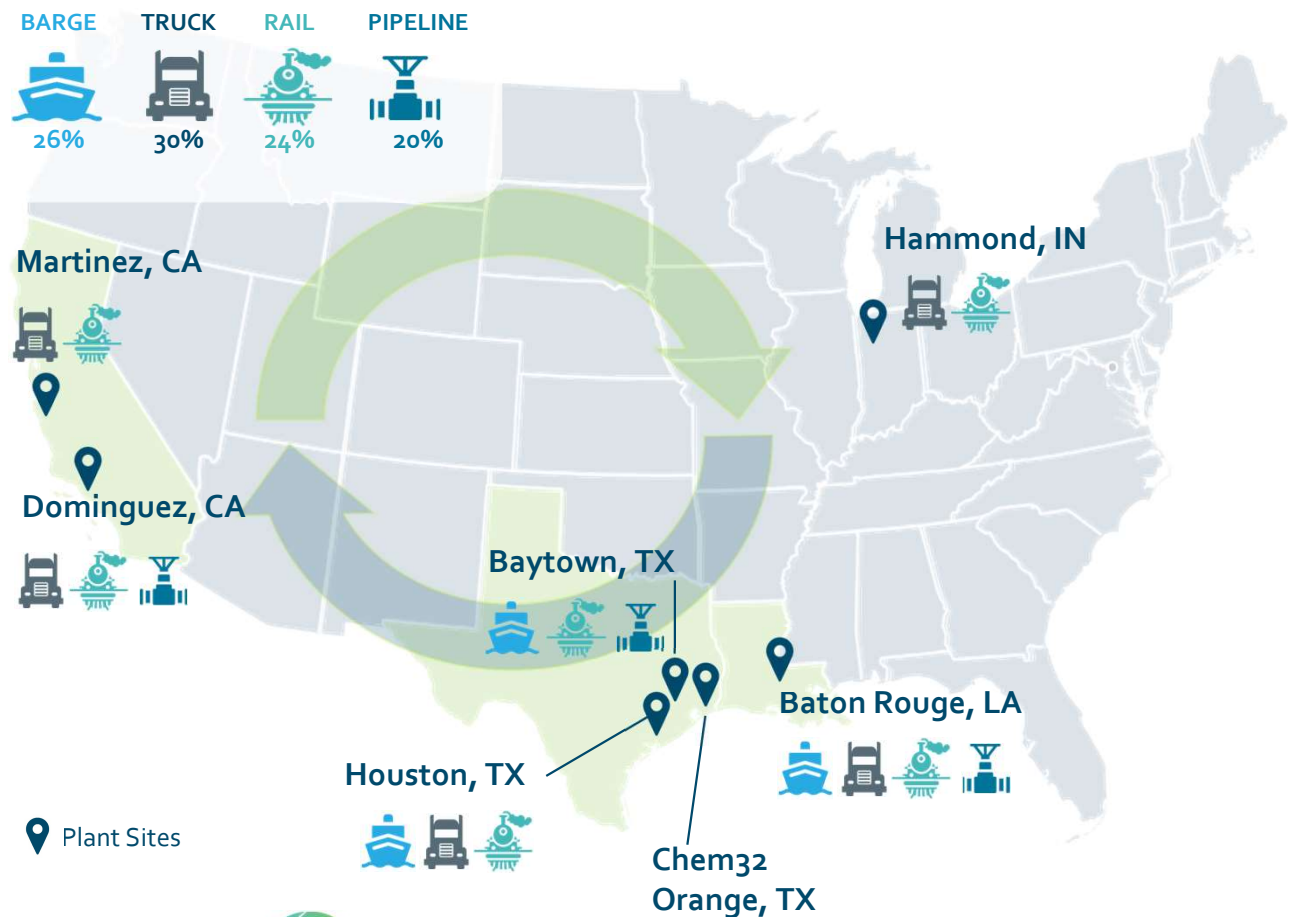 BARGE TRUCK RAIL PIPELINE
26% 30% 24% 20%
Hammond, IN
Martinez, CA
Dominguez, CA
Baytown, TX
Baton Rouge, LA
Houston, TX
Plant Sites
Chem32
Orange, TX